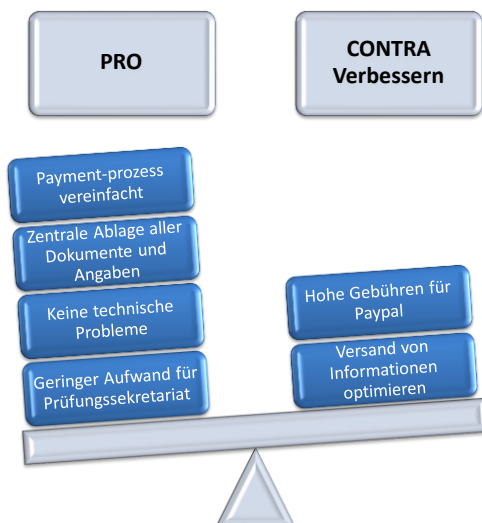 PRO
CONTRA
Verbessern
Payment-prozess
vereinfacht
Zentrale Ablage aller
Dokumente und
Angaben
Keine technische
Probleme
Geringer Aufwand für
Prüfungssekretariat
Hohe Gebühren für
Paypal
Versand von
Informationen
optimieren